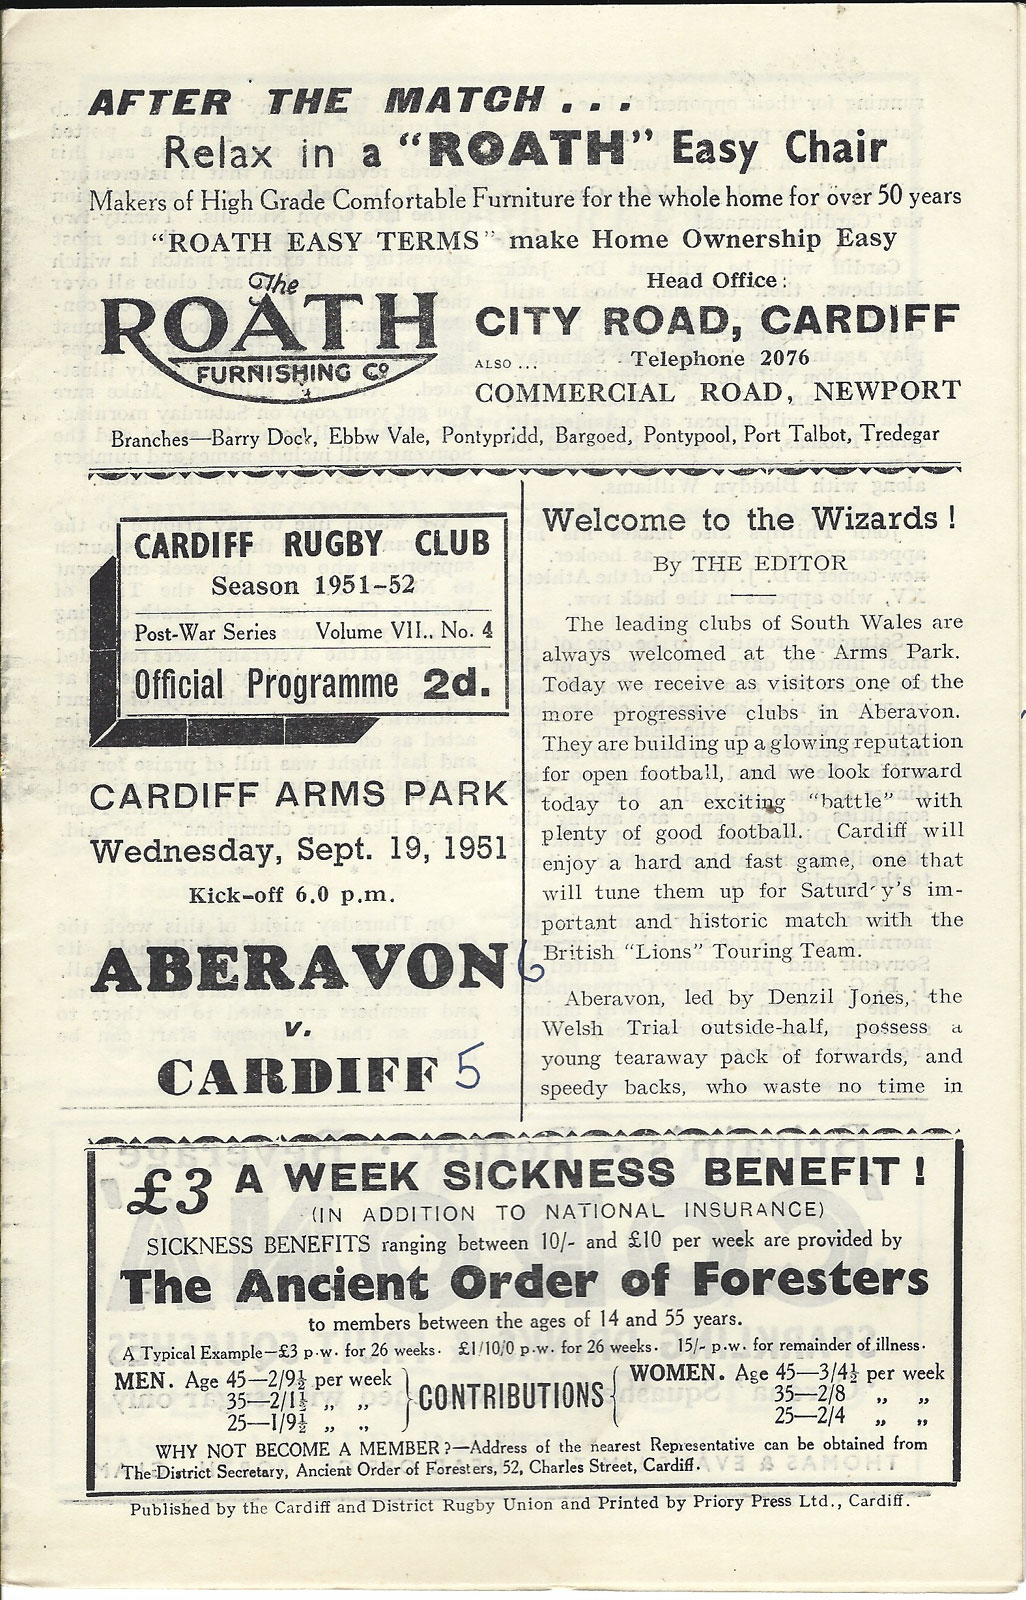 AFTER THE MATCH . . .
Relax in a "ROATH" Easy Chair
Makers of High Grade Comfortable Furniture for the whole home for over 50 years
"ROATH EASY TERMS" make Home Ownership Easy
The
ROATH
FURNISHING Co
Head Office:
CITY ROAD, CARDIFF
ALSO ... Telephone 2076
COMMERCIAL ROAD, NEWPORT
Branches—Barry Dock, Ebbw Vale, Pontypridd, Bargoed, Pontypool, Port Talbot, Tredegar
CARDIFF RUGBY CLUB
Season 1951-52
Post-War Series Volume VII., No. 4
Official Programme 2d.
CARDIFF ARMS PARK
Wednesday, Sept. 19, 1951
Kick-off 6.0 p.m.
ABERAVON 6
v.
CARDIFF 5
Welcome to the Wizards !
By THE EDITOR
The leading clubs of South Wales are
always welcomed at the Arms Park.
Today we receive as visitors one of the
more progressive clubs in Aberavon.
They are building up a glowing reputation
for open football, and we look forward
today to an exciting "battle" with
plenty of good football. Cardiff will
enjoy a hard and fast game, one that
will tune them up for Saturd y's im-
portant and historic match with the
British "Lions" Touring Team.
Aberavon, led by Denzil Jones, the
Welsh Trial outside-half, possess a
young tearaway pack of forwards, and
speedy backs, who waste no time in
£3 A WEEK SICKNESS BENEFIT !
(IN ADDITION TO NATIONAL INSURANCE)
SICKNESS BENEFITS ranging between 10/- and £10 per week are provided by
The Ancient Order of Foresters
to members between the ages of 14 and 55 years.
A Typical Example—£3 p.w. for 26 weeks. £1/10/0 p.w. for 26 weeks. 15/- p.w. for remainder of illness.
MEN. Age 45—2/9½ per week
35—2/1½ „ „
25—1/9½ „ „
CONTRIBUTIONS
WOMEN. Age 45—3/4½ per week
35—2/8 „ „
25—2/4 „ „
WHY NOT BECOME A MEMBER?—Address of the nearest Representative can be obtained from
The District Secretary, Ancient Order of Foresters, 52, Charles Street, Cardiff.
Published by the Cardiff and District Rugby Union and Printed by Priory Press Ltd., Cardiff.